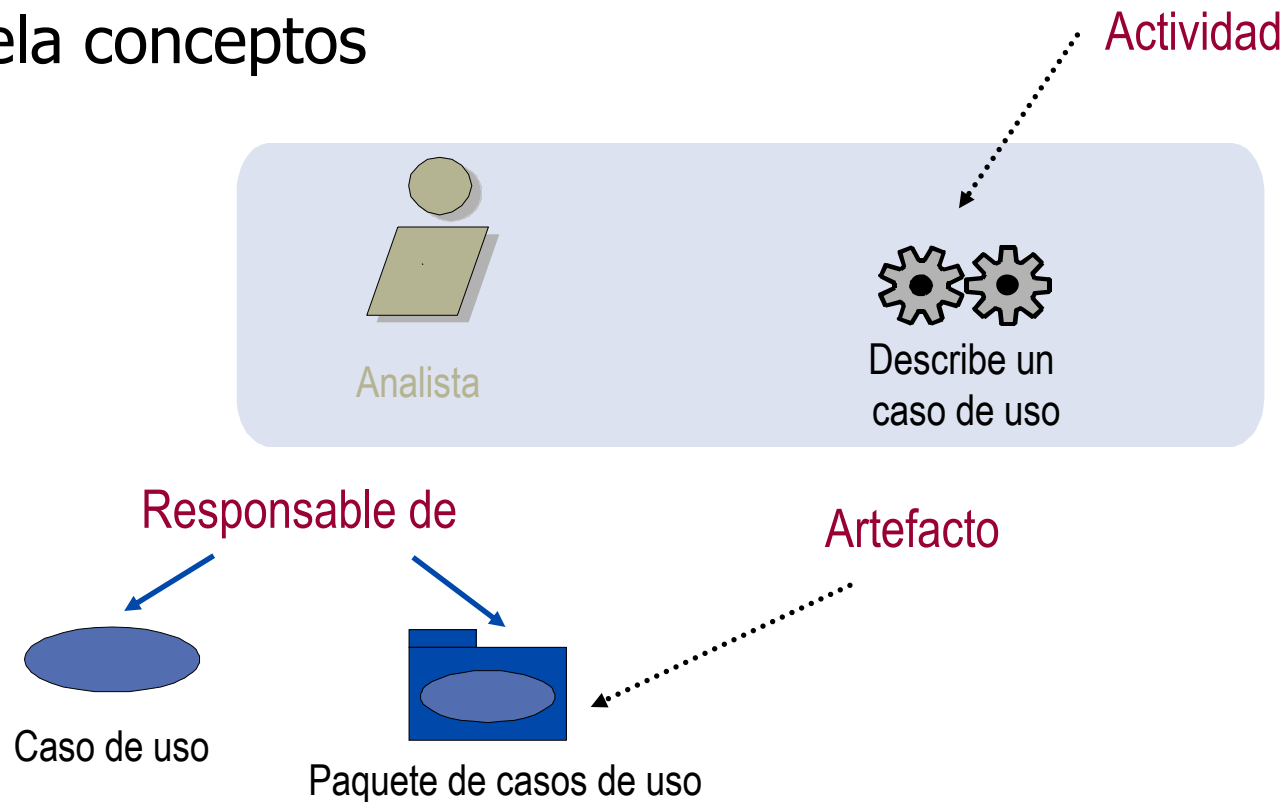 ela conceptos
Actividad
Analista
Describe un
caso de uso
Responsable de
Artefacto
Caso de uso
Paquete de casos de uso